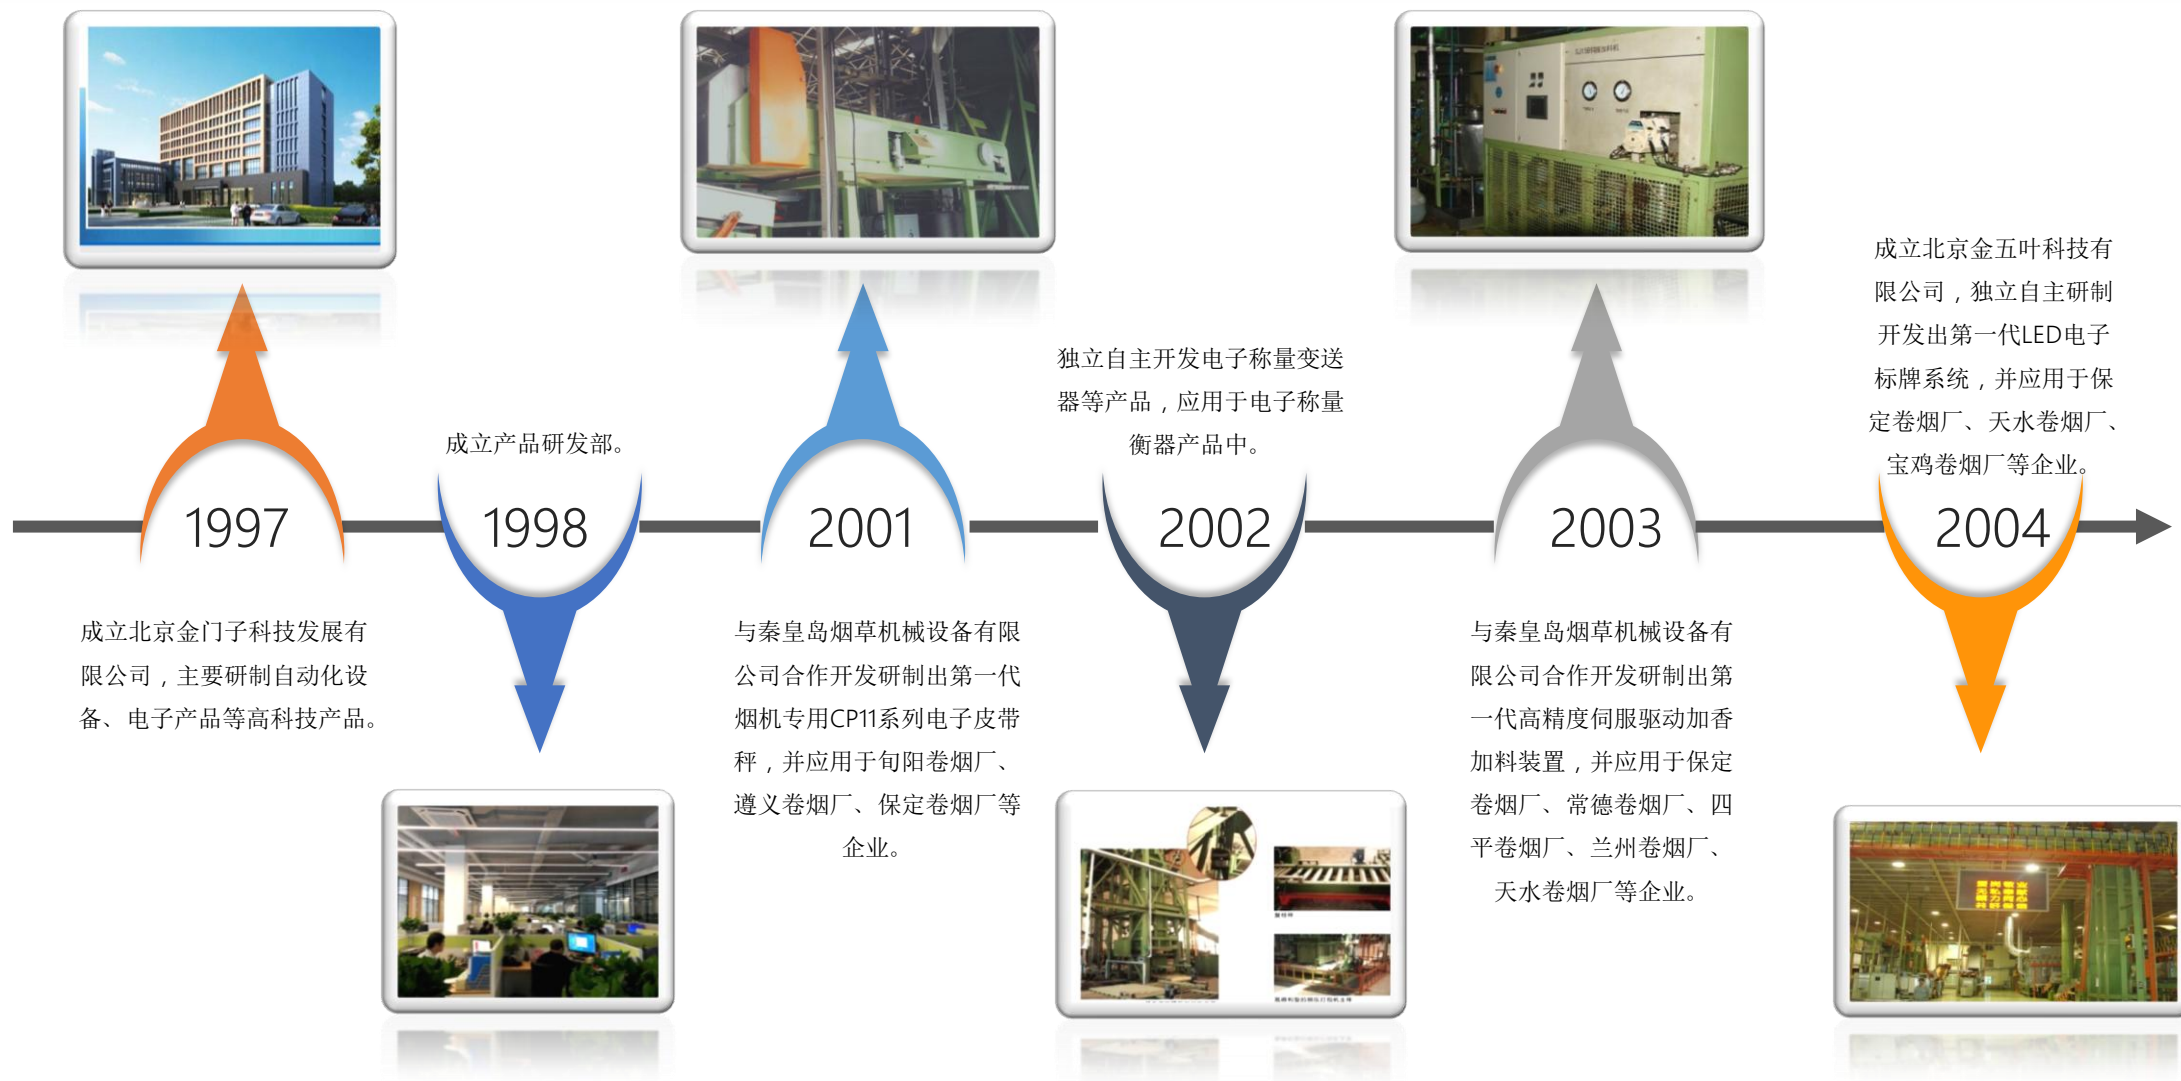 1997
成立北京金门子科技发展有
限公司，主要研制自动化设
备、电子产品等高科技产品。
成立产品研发部。
1998
2001
与秦皇岛烟草机械设备有限
公司合作开发研制出第一代
烟机专用CP11系列电子皮带
秤，并应用于旬阳卷烟厂、
遵义卷烟厂、保定卷烟厂等
企业。
独立自主开发电子称量变送
器等产品，应用于电子称量
衡器产品中。
2002
2003
与秦皇岛烟草机械设备有
限公司合作开发研制出第
一代高精度伺服驱动加香
加料装置，并应用于保定
卷烟厂、常德卷烟厂、四
平卷烟厂、兰州卷烟厂、
天水卷烟厂等企业。
成立北京金五叶科技有
限公司，独立自主研制
开发出第一代LED电子
标牌系统，并应用于保
定卷烟厂、天水卷烟厂、
宝鸡卷烟厂等企业。
2004